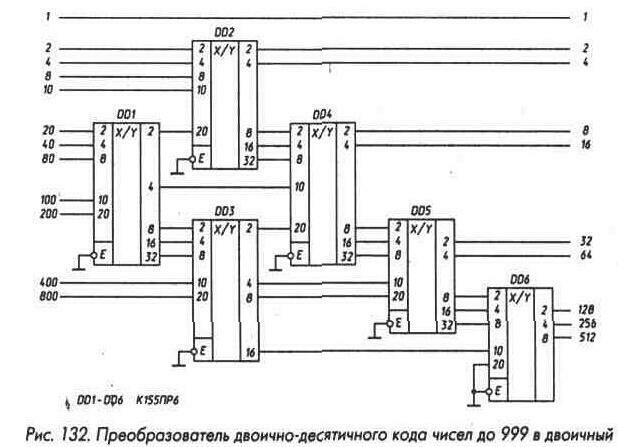 1 1
DD2
2 2 X/Y 2 2
4 4 4 4
8 8
10 10
DD1 DD4
20 2 X/Y 2 20 8 2 X/Y 2 8
40 4 16 4 4 16
80 8 E 32 8
4 10
100 10
200 20 DD3 DD5
8 2 X/Y 2 20 8 2 X/Y
16 4 16 4 2 32
E 32 8 E 32 8 4 64
DD6
400 10 4 10
800 20 8 20 8 2 X/Y 2 128
16 4 4 256
E 32 8 8 512
E 16 10
20
E
DD1-DD6 К155ПР6
Рис. 132. Преобразователь двоично-десятичного кода чисел до 999 в двоичный